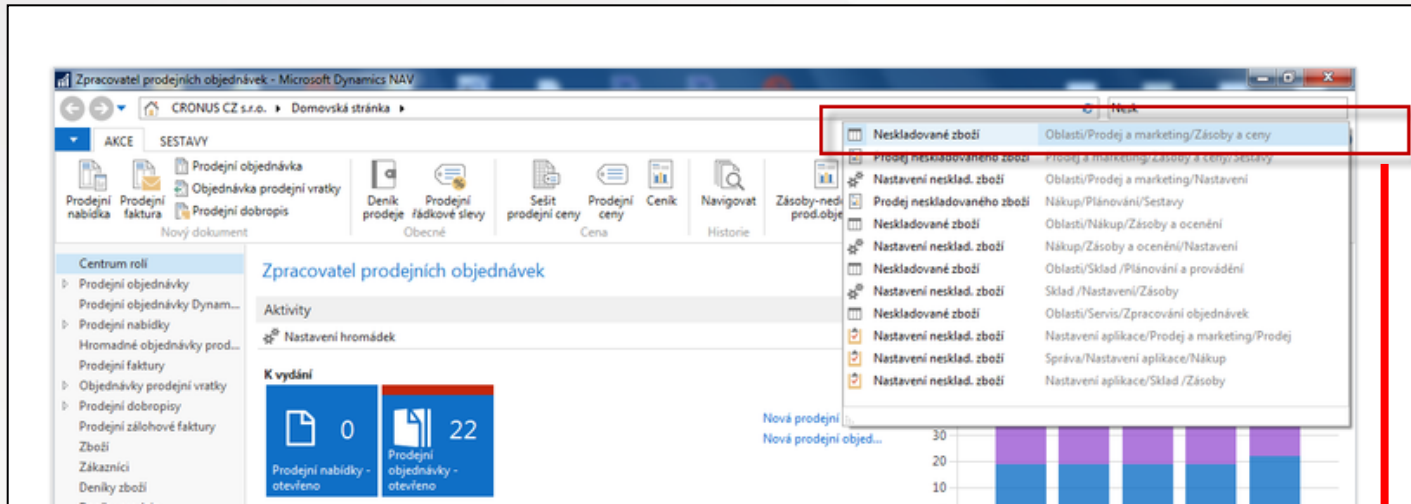 Zpracovatel prodejních objednávek - Microsoft Dynamics NAV
CRONUS CZ s.r.o. Domovská stránka
Nesk
AKCE SESTAVY
Prodejní nabídka
Prodejní faktura
Prodejní objednávka
Objednávka prodejní vratky
Prodejní dobropis
Nový dokument
Deník prodeje
Prodejní řádkové slevy
Obecné
Sešit prodejní ceny
Prodejní ceny
Ceník
Cena
Navigovat
Historie
Neskladované zboží Oblasti/Prodej a marketing/Zásoby a ceny
Prodej neskladovaného zboží Prodej a marketing/Zásoby a ceny/Sestavy
Nastavení nesklad. zboží Oblasti/Prodej a marketing/Nastavení
Prodej neskladovaného zboží Nákup/Plánování/Sestavy
Neskladované zboží Oblasti/Nákup/Zásoby a ocenění
Nastavení nesklad. zboží Nákup/Zásoby a ocenění/Nastavení
Neskladované zboží Oblasti/Sklad /Plánování a provádění
Nastavení nesklad. zboží Sklad /Nastavení/Zásoby
Neskladované zboží Oblasti/Servis/Zpracování objednávek
Nastavení nesklad. zboží Nastavení aplikace/Prodej a marketing/Prodej
Nastavení nesklad. zboží Správa/Nastavení aplikace/Nákup
Nastavení nesklad. zboží Nastavení aplikace/Sklad /Zásoby
Centrum rolí
Prodejní objednávky
Prodejní objednávky Dynam...
Prodejní nabídky
Hromadné objednávky prod...
Prodejní faktury
Objednávky prodejní vratky
Prodejní dobropisy
Prodejní zálohové faktury
Zboží
Zákazníci
Deníky zboží
Zpracovatel prodejních objednávek
Aktivity
Nastavení hromádek
K vydání
0
Prodejní nabídky - otevřeno
22
Prodejní objednávky - otevřeno
Nová prodejní
Nová prodejní objed...
30
20
10